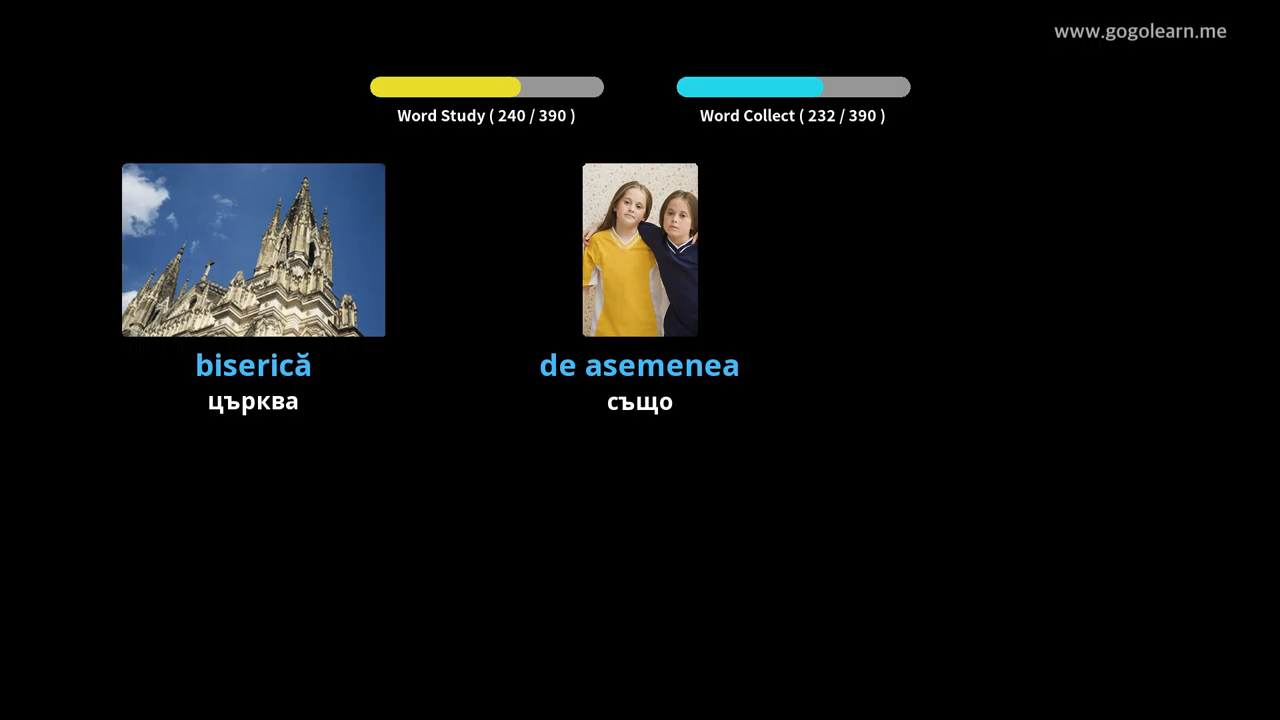 www.gogolearn.me
Word Study ( 240 / 390 )
Word Collect ( 232 / 390 )
biserică
църква
de asemenea
също